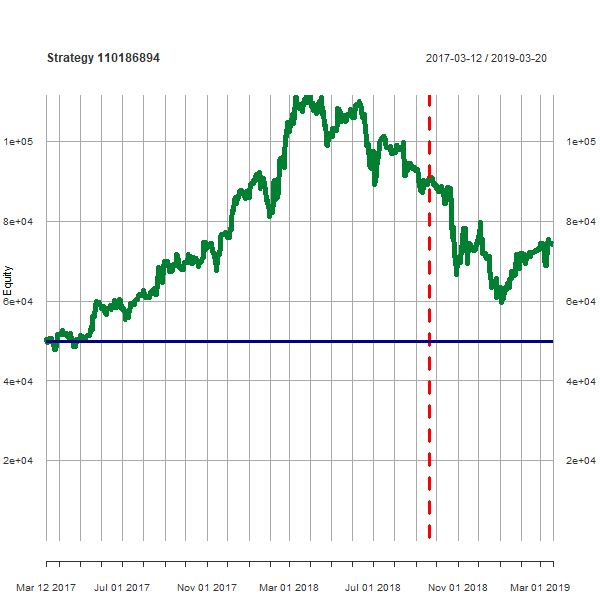 Strategy 110186894
2017-03-12 / 2019-03-20
1e+05
1e+05
8e+04
8e+04
Equity
6e+04
6e+04
4e+04
4e+04
2e+04
2e+04
Mar 12 2017
Jul 01 2017
Nov 01 2017
Mar 01 2018
Jul 01 2018
Nov 01 2018
Mar 01 2019